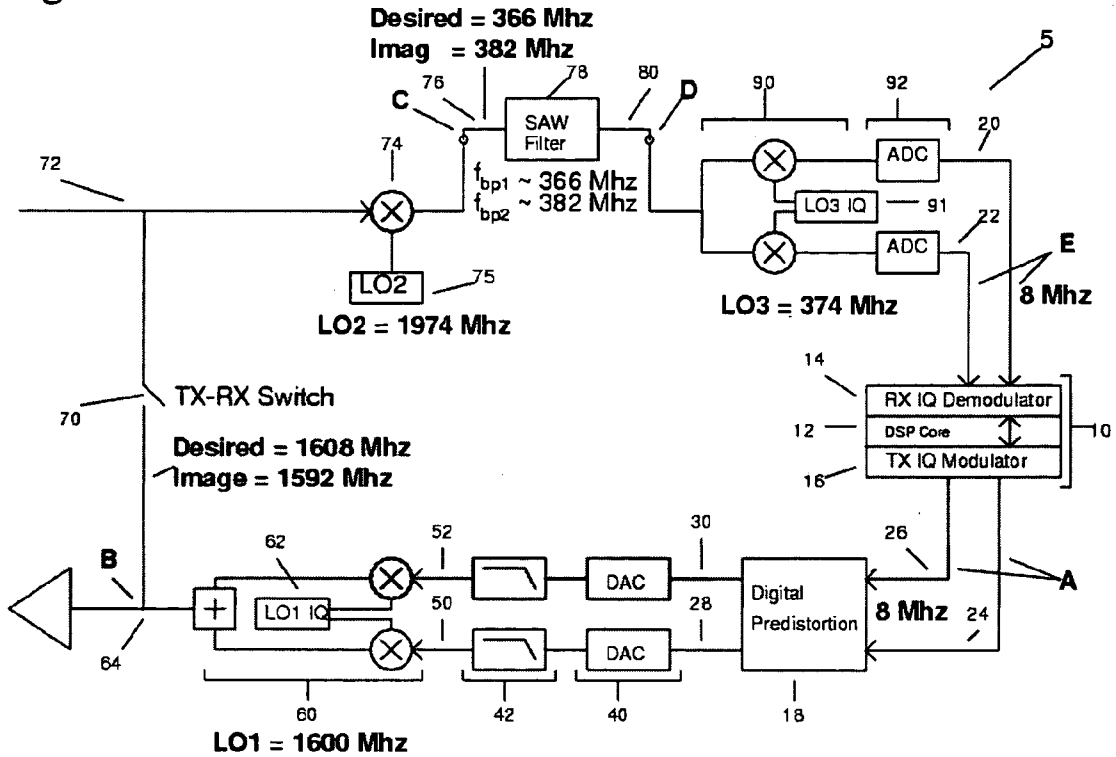 Desired = 366 Mhz
Imag = 382 Mhz
5
76
78
80
90
92
C
D
SAW
Filter
74
72
20
ADC
f bp1 ~ 366 Mhz
f bp2 ~ 382 Mhz
LO3 IQ
91
22
ADC
E
LO2
75
LO2 = 1974 Mhz
LO3 = 374 Mhz
8 Mhz
14
RX IQ Demodulator
12
DSP Core
10
16
TX IQ Modulator
70
TX-RX Switch
Desired = 1608 Mhz
Image = 1592 Mhz
52
30
26
62
B
A
DAC
Digital
Predistortion
8 Mhz
LO1 IQ
+
50
28
24
64
DAC
60
42
40
18
LO1 = 1600 Mhz